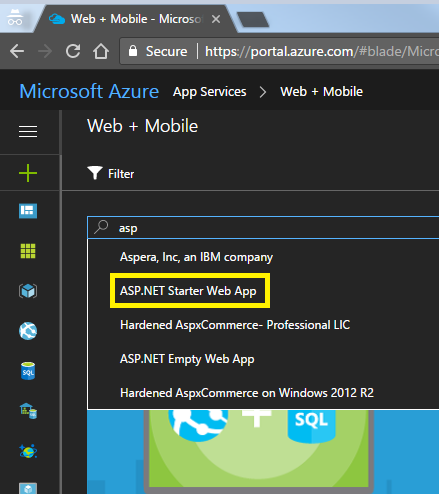 Web + Mobile - Microsof
Secure https://portal.azure.com/#blade/Micro
Microsoft Azure App Services > Web + Mobile
Web + Mobile
Filter
asp
Aspera, Inc, an IBM company
ASP.NET Starter Web App
Hardened AspxCommerce- Professional LIC
ASP.NET Empty Web App
Hardened AspxCommerce on Windows 2012 R2
SQL
SQL